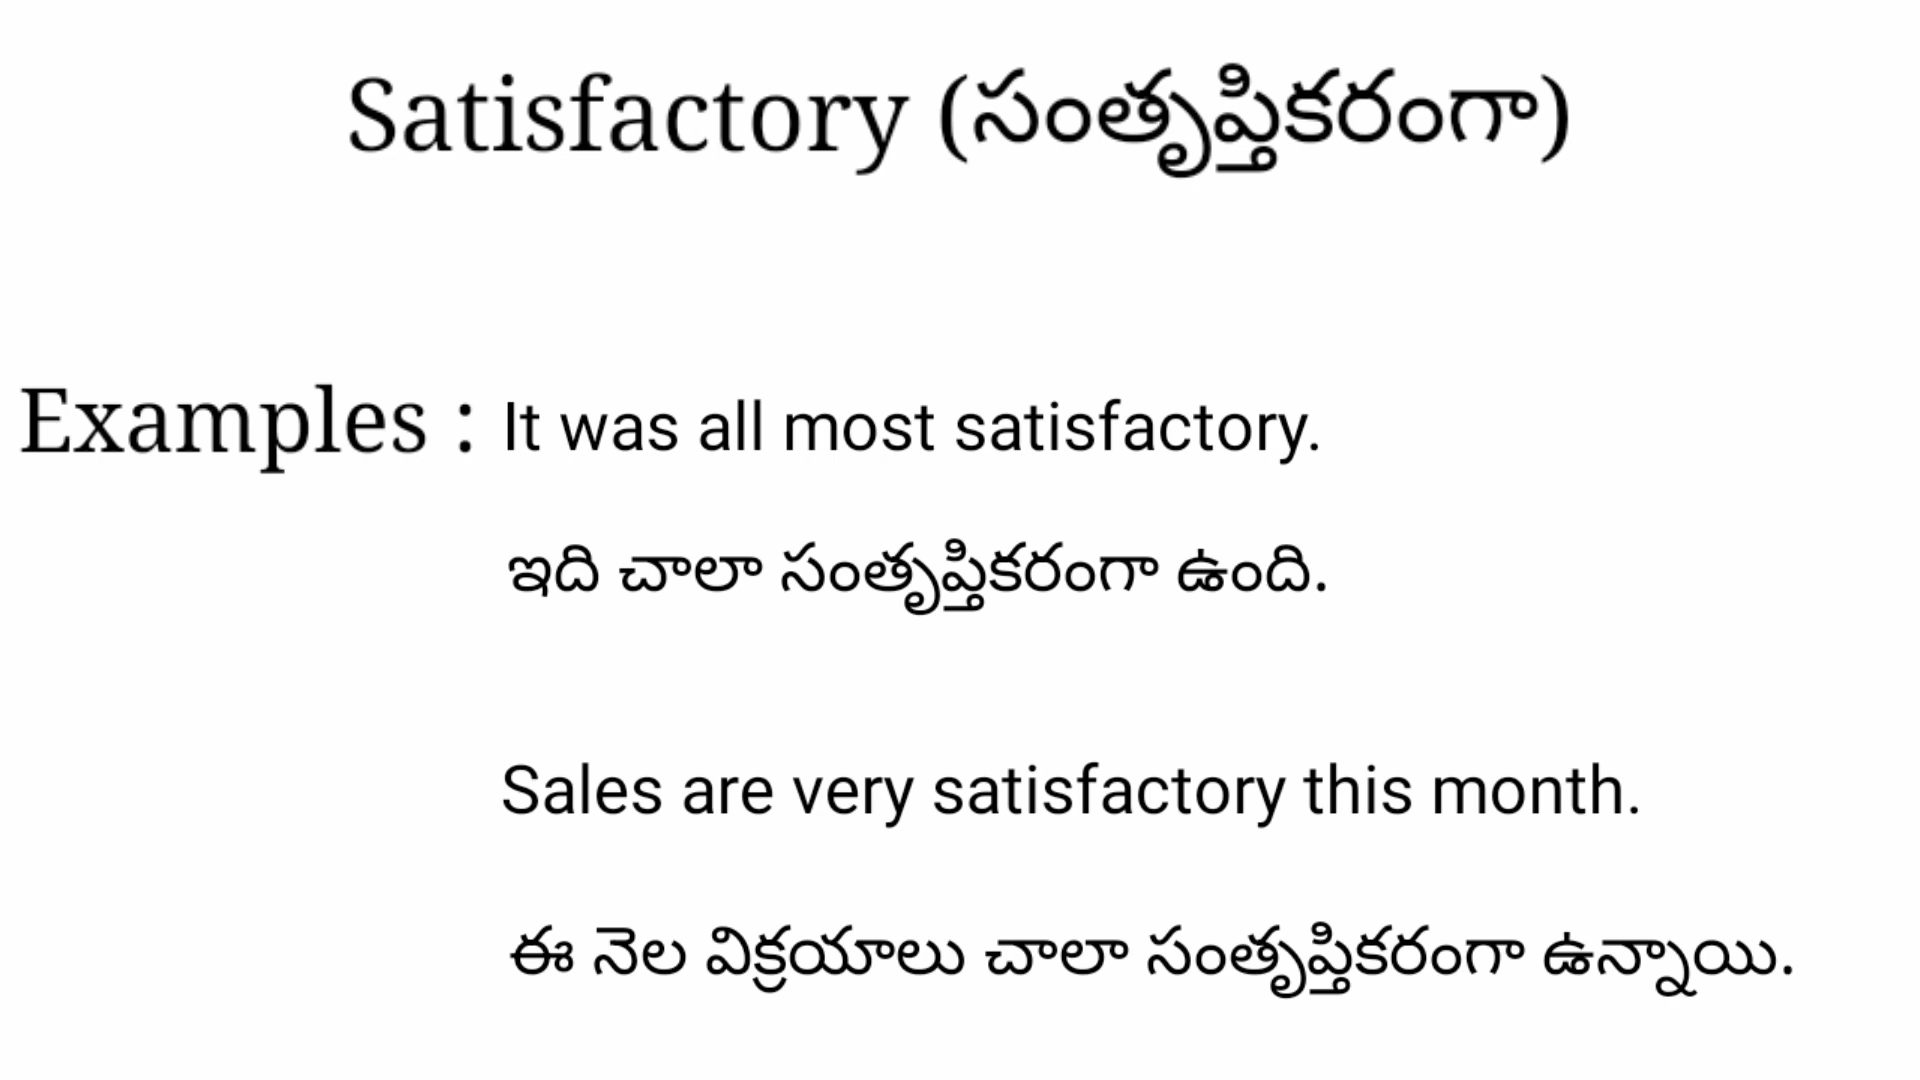 Satisfactory (సంతృప్తికరంగా)
Examples : It was all most satisfactory.
ఇది చాలా సంతృప్తికరంగా ఉంది.
Sales are very satisfactory this month.
ఈ నెల విక్రయాలు చాలా సంతృప్తికరంగా ఉన్నాయి.